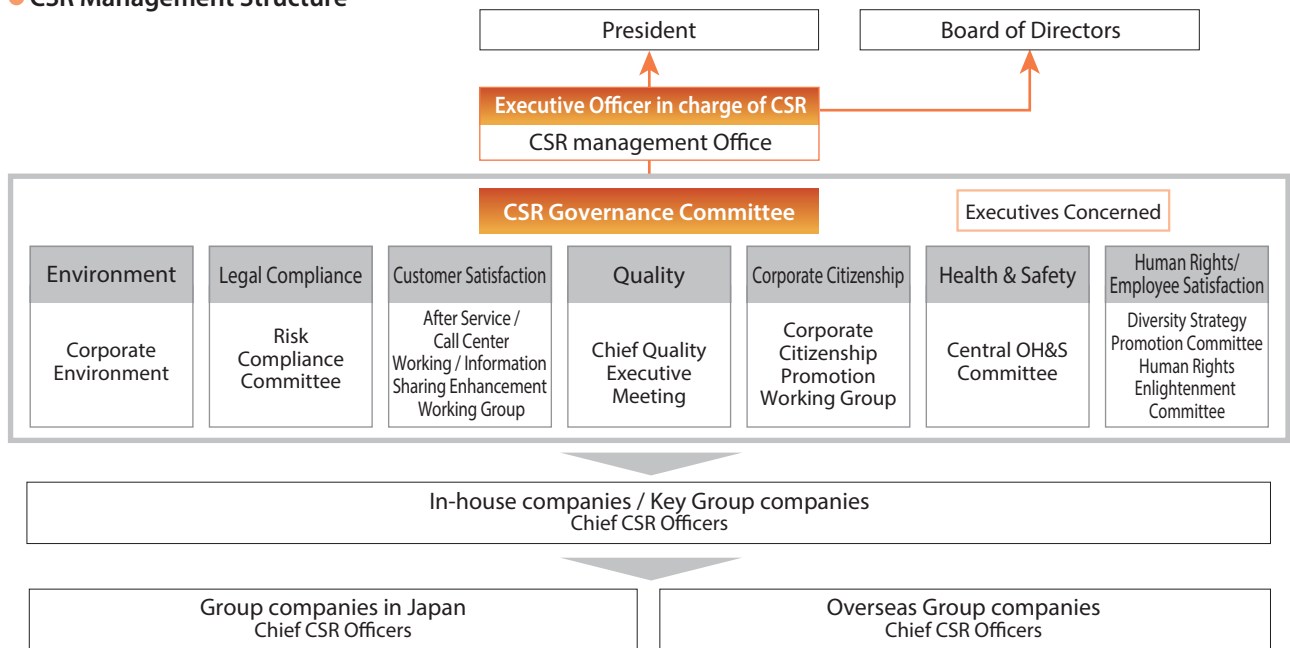 CSR Management Structure
President
Board of Directors
Executive Officer in charge of CSR
CSR management Office
CSR Governance Committee
Executives Concerned
Environment
Corporate
Environment
Legal Compliance
Risk
Compliance
Committee
Customer Satisfaction
After Service /
Call Center
Working / Information
Sharing Enhancement
Working Group
Quality
Chief Quality
Executive
Meeting
Corporate Citizenship
Corporate
Citizenship
Promotion
Working Group
Health & Safety
Central OH&S
Committee
Human Rights/
Employee Satisfaction
Diversity Strategy
Promotion Committee
Human Rights
Enlightenment
Committee
In-house companies / Key Group companies
Chief CSR Officers
Group companies in Japan
Chief CSR Officers
Overseas Group companies
Chief CSR Officers